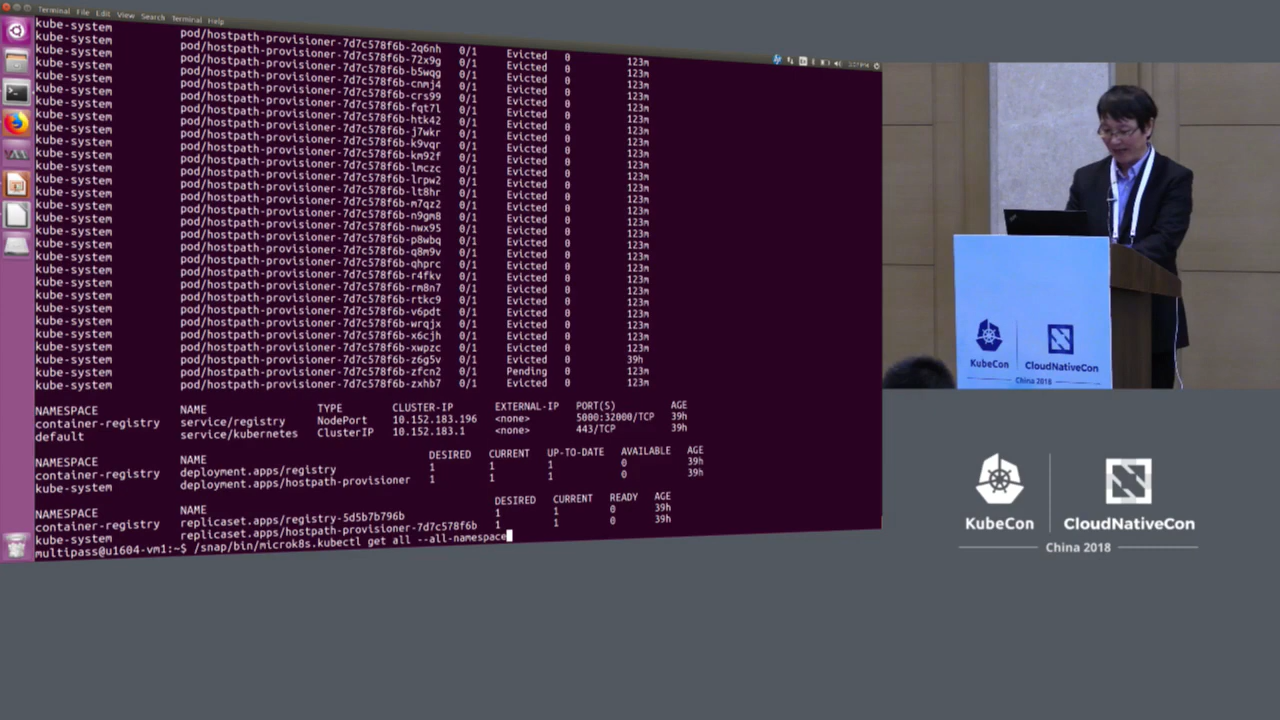 Terminal File Edit View Search Terminal Help
kube-system pod/hostpath-provisioner-7d7c578f6b-2q6nh 0/1 Evicted 0 123m
kube-system pod/hostpath-provisioner-7d7c578f6b-72x9g 0/1 Evicted 0 123m
kube-system pod/hostpath-provisioner-7d7c578f6b-b5wqg 0/1 Evicted 0 123m
kube-system pod/hostpath-provisioner-7d7c578f6b-cnmj4 0/1 Evicted 0 123m
kube-system pod/hostpath-provisioner-7d7c578f6b-crs99 0/1 Evicted 0 123m
kube-system pod/hostpath-provisioner-7d7c578f6b-fqt7l 0/1 Evicted 0 123m
kube-system pod/hostpath-provisioner-7d7c578f6b-htk42 0/1 Evicted 0 123m
kube-system pod/hostpath-provisioner-7d7c578f6b-j7wkr 0/1 Evicted 0 123m
kube-system pod/hostpath-provisioner-7d7c578f6b-k9vqr 0/1 Evicted 0 123m
kube-system pod/hostpath-provisioner-7d7c578f6b-km92f 0/1 Evicted 0 123m
kube-system pod/hostpath-provisioner-7d7c578f6b-lmczc 0/1 Evicted 0 123m
kube-system pod/hostpath-provisioner-7d7c578f6b-lrpw2 0/1 Evicted 0 123m
kube-system pod/hostpath-provisioner-7d7c578f6b-lt8hr 0/1 Evicted 0 123m
kube-system pod/hostpath-provisioner-7d7c578f6b-m7qz2 0/1 Evicted 0 123m
kube-system pod/hostpath-provisioner-7d7c578f6b-n9gm8 0/1 Evicted 0 123m
kube-system pod/hostpath-provisioner-7d7c578f6b-nwx95 0/1 Evicted 0 123m
kube-system pod/hostpath-provisioner-7d7c578f6b-p8wbq 0/1 Evicted 0 123m
kube-system pod/hostpath-provisioner-7d7c578f6b-q8m9v 0/1 Evicted 0 123m
kube-system pod/hostpath-provisioner-7d7c578f6b-qhprc 0/1 Evicted 0 123m
kube-system pod/hostpath-provisioner-7d7c578f6b-r4fkv 0/1 Evicted 0 123m
kube-system pod/hostpath-provisioner-7d7c578f6b-rm8n7 0/1 Evicted 0 123m
kube-system pod/hostpath-provisioner-7d7c578f6b-rtkc9 0/1 Evicted 0 123m
kube-system pod/hostpath-provisioner-7d7c578f6b-v6pdt 0/1 Evicted 0 123m
kube-system pod/hostpath-provisioner-7d7c578f6b-wrqjx 0/1 Evicted 0 123m
kube-system pod/hostpath-provisioner-7d7c578f6b-x6cjh 0/1 Evicted 0 123m
kube-system pod/hostpath-provisioner-7d7c578f6b-xwpzc 0/1 Evicted 0 123m
kube-system pod/hostpath-provisioner-7d7c578f6b-z6g5v 0/1 Evicted 0 39h
kube-system pod/hostpath-provisioner-7d7c578f6b-zfcn2 0/1 Pending 0 123m
kube-system pod/hostpath-provisioner-7d7c578f6b-zxhb7 0/1 Evicted 0 123m
NAMESPACE NAME TYPE CLUSTER-IP EXTERNAL-IP PORT(S) AGE
container-registry service/registry NodePort 10.152.183.196 <none> 5000:32000/TCP 39h
default service/kubernetes ClusterIP 10.152.183.1 <none> 443/TCP 39h
NAMESPACE NAME DESIRED CURRENT UP-TO-DATE AVAILABLE AGE
container-registry deployment.apps/registry 1 1 1 0 39h
kube-system deployment.apps/hostpath-provisioner 1 1 1 0 39h
NAMESPACE NAME DESIRED CURRENT READY AGE
container-registry replicaset.apps/registry-5d5b7b796b 1 1 0 39h
kube-system replicaset.apps/hostpath-provisioner-7d7c578f6b 1 1 0 39h
multipass@u1604-vm1:~$ /snap/bin/microk8s.kubectl get all --all-namespace
KubeCon CloudNativeCon
China 2018
KubeCon CloudNativeCon
China 2018